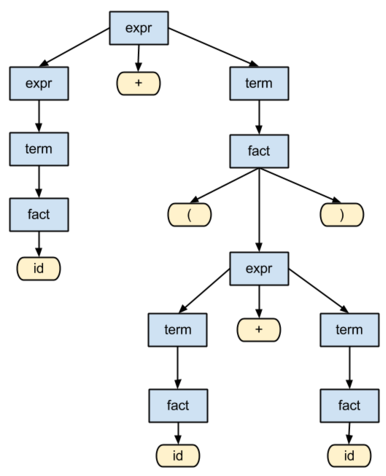 expr
expr + term
term fact
fact ( )
id expr
term + term
fact fact
id id